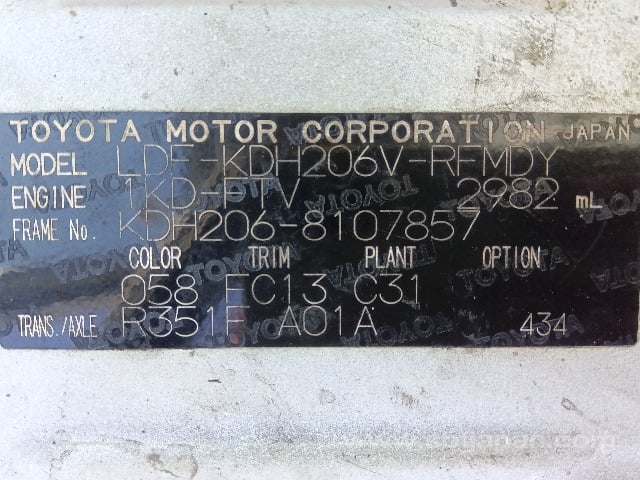 TOYOTA MOTOR CORPORATION JAPAN
MODEL LDF-KDH206V-RFMDY
ENGINE 1KD-FTV 2982 mL
FRAME No. KDH206-8107857
COLOR TRIM PLANT OPTION
058 FC13 C31
TRANS./AXLE R351F A01A 434